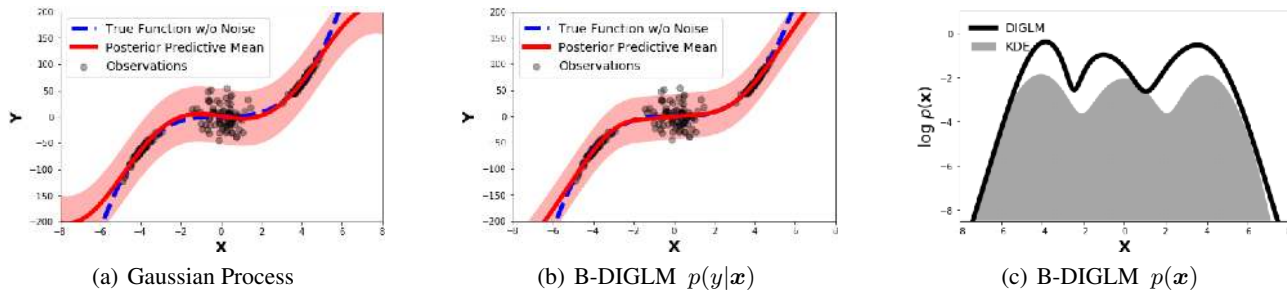 200
150
100
50
0
−50
−100
−150
−200
Y
True Function w/o Noise
Posterior Predictive Mean
Observations
−8 −6 −4 −2 0 2 4 6 8
X
(a) Gaussian Process
200
150
100
50
0
−50
−100
−150
−200
Y
True Function w/o Noise
Posterior Predictive Mean
Observations
−8 −6 −4 −2 0 2 4 6 8
X
(b) B-DIGLM p(y|x)
0
−2
−4
−6
−8
log p(x)
DIGLM
KDE
−8 −6 −4 −2 0 2 4 6 8
X
(c) B-DIGLM p(x)